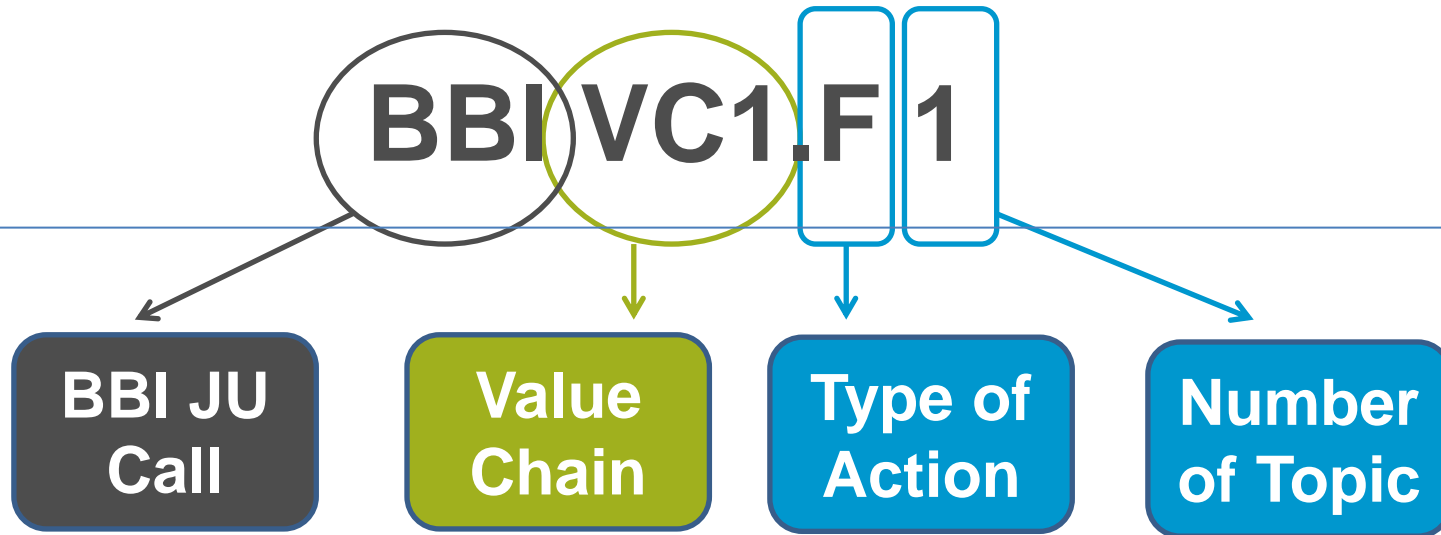 BBI VC1.F 1
BBI JU
Call
Value
Chain
Type of
Action
Number
of Topic